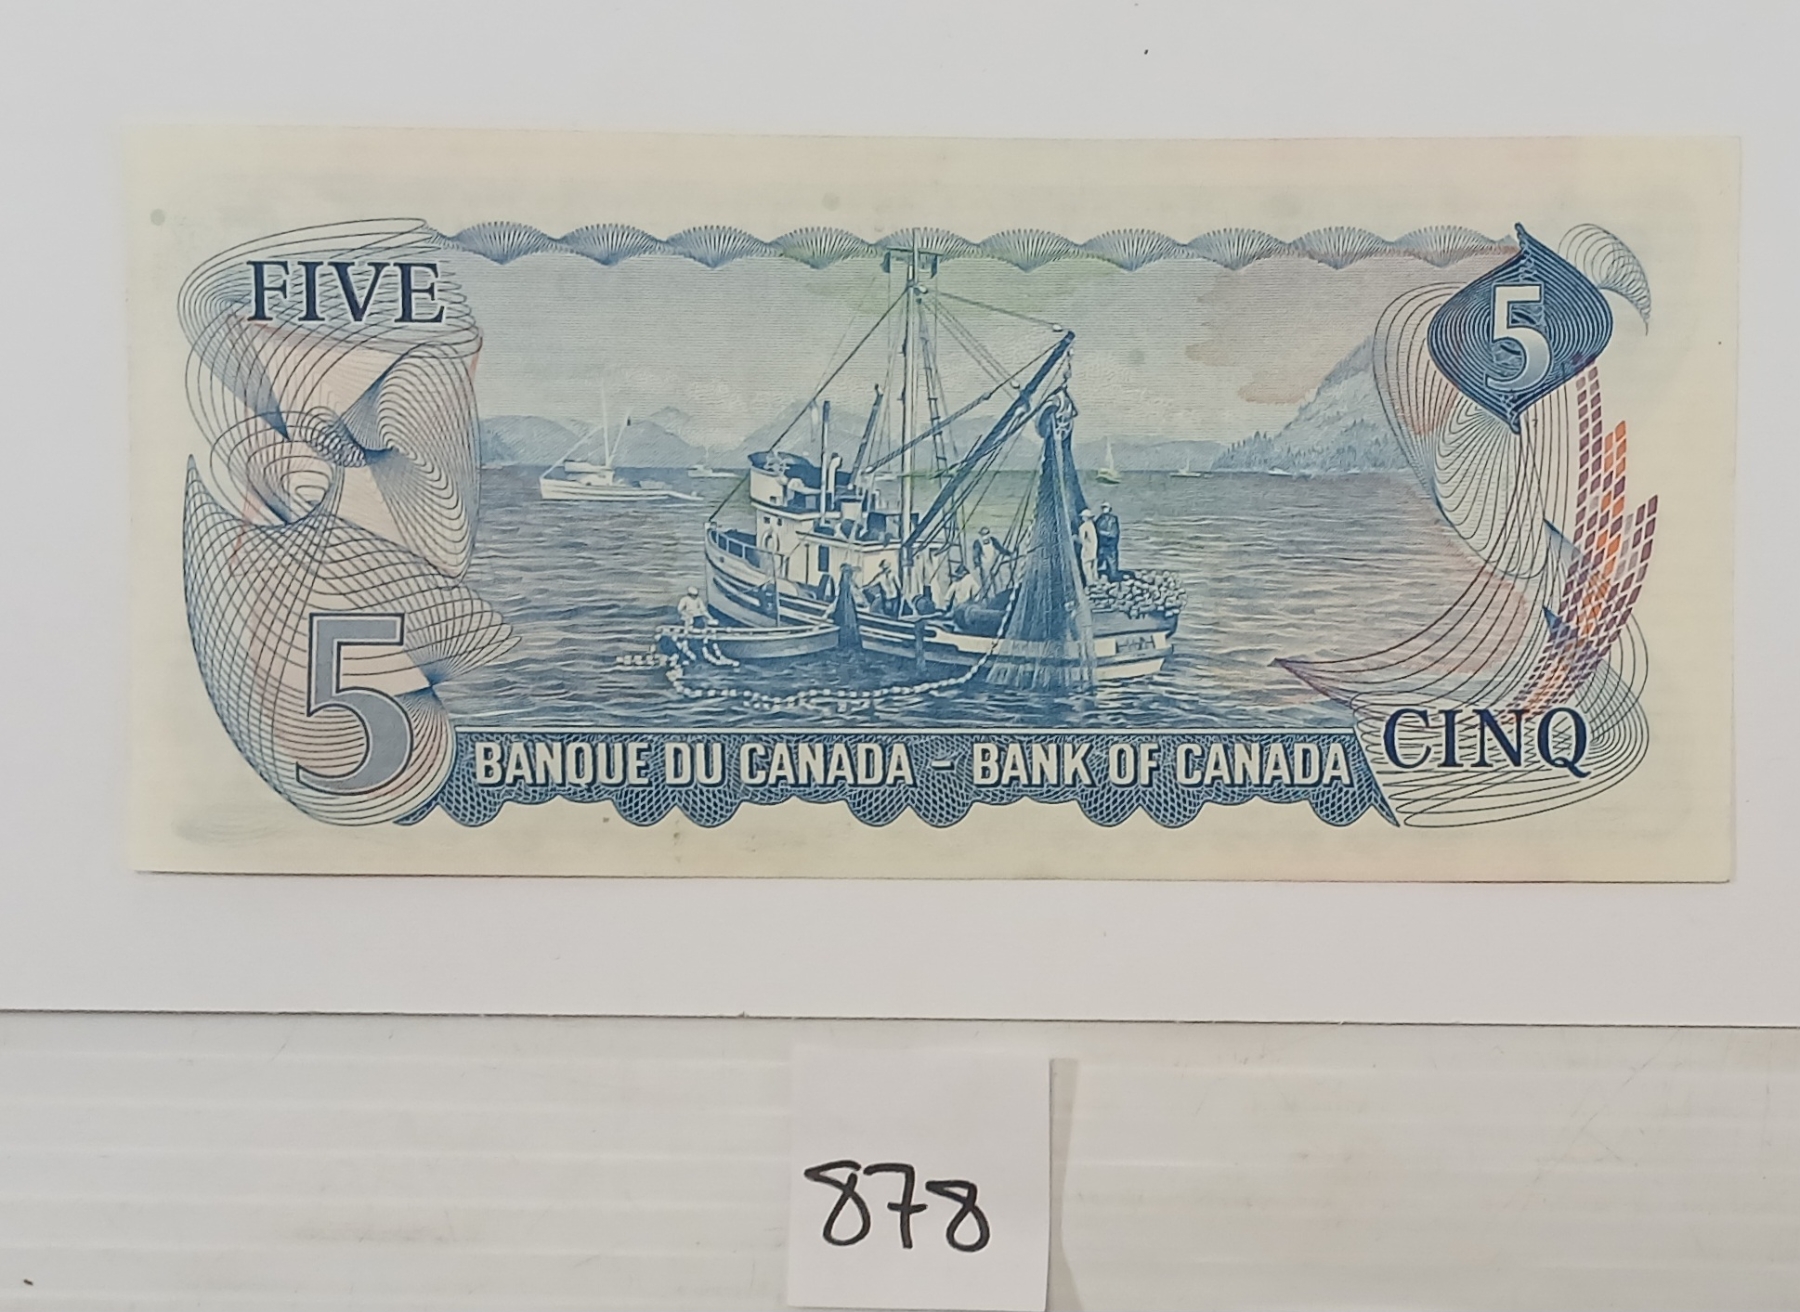 FIVE
5
5
BANQUE DU CANADA – BANK OF CANADA
CINQ
878